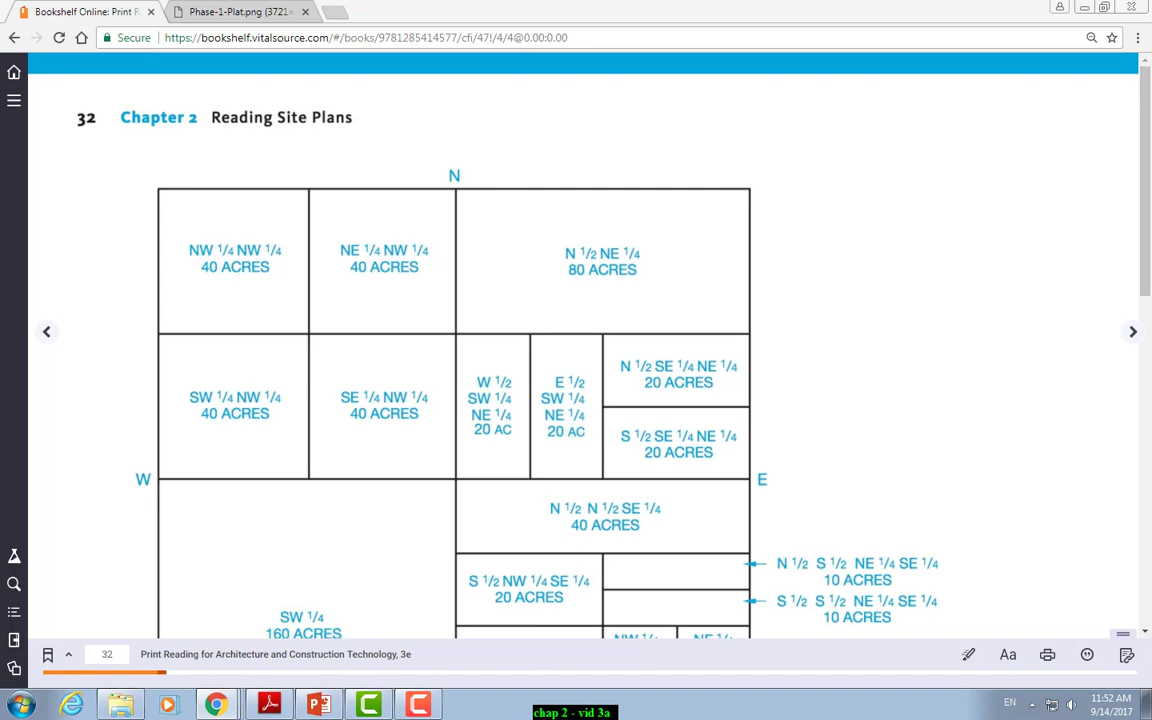 Bookshelf Online: Print R
Phase-1-Plat.png (3721×
Secure
https://bookshelf.vitalsource.com/#/books/9781285414577/cfi/47!/4/4@0.00:0.00
32 Chapter 2 Reading Site Plans
N
NW 1/4 NW 1/4
40 ACRES
NE 1/4 NW 1/4
40 ACRES
N 1/2 NE 1/4
80 ACRES
SW 1/4 NW 1/4
40 ACRES
SE 1/4 NW 1/4
40 ACRES
W 1/2
SW 1/4
NE 1/4
20 AC
E 1/2
SW 1/4
NE 1/4
20 AC
N 1/2 SE 1/4 NE 1/4
20 ACRES
S 1/2 SE 1/4 NE 1/4
20 ACRES
W
E
N 1/2 N 1/2 SE 1/4
40 ACRES
S 1/2 NW 1/4 SE 1/4
20 ACRES
N 1/2 S 1/2 NE 1/4 SE 1/4
10 ACRES
S 1/2 S 1/2 NE 1/4 SE 1/4
10 ACRES
SW 1/4
160 ACRES
NW 1/4
NE 1/4
32
Print Reading for Architecture and Construction Technology, 3e
Aa
EN
11:52 AM
9/14/2017
chap 2 - vid 3a